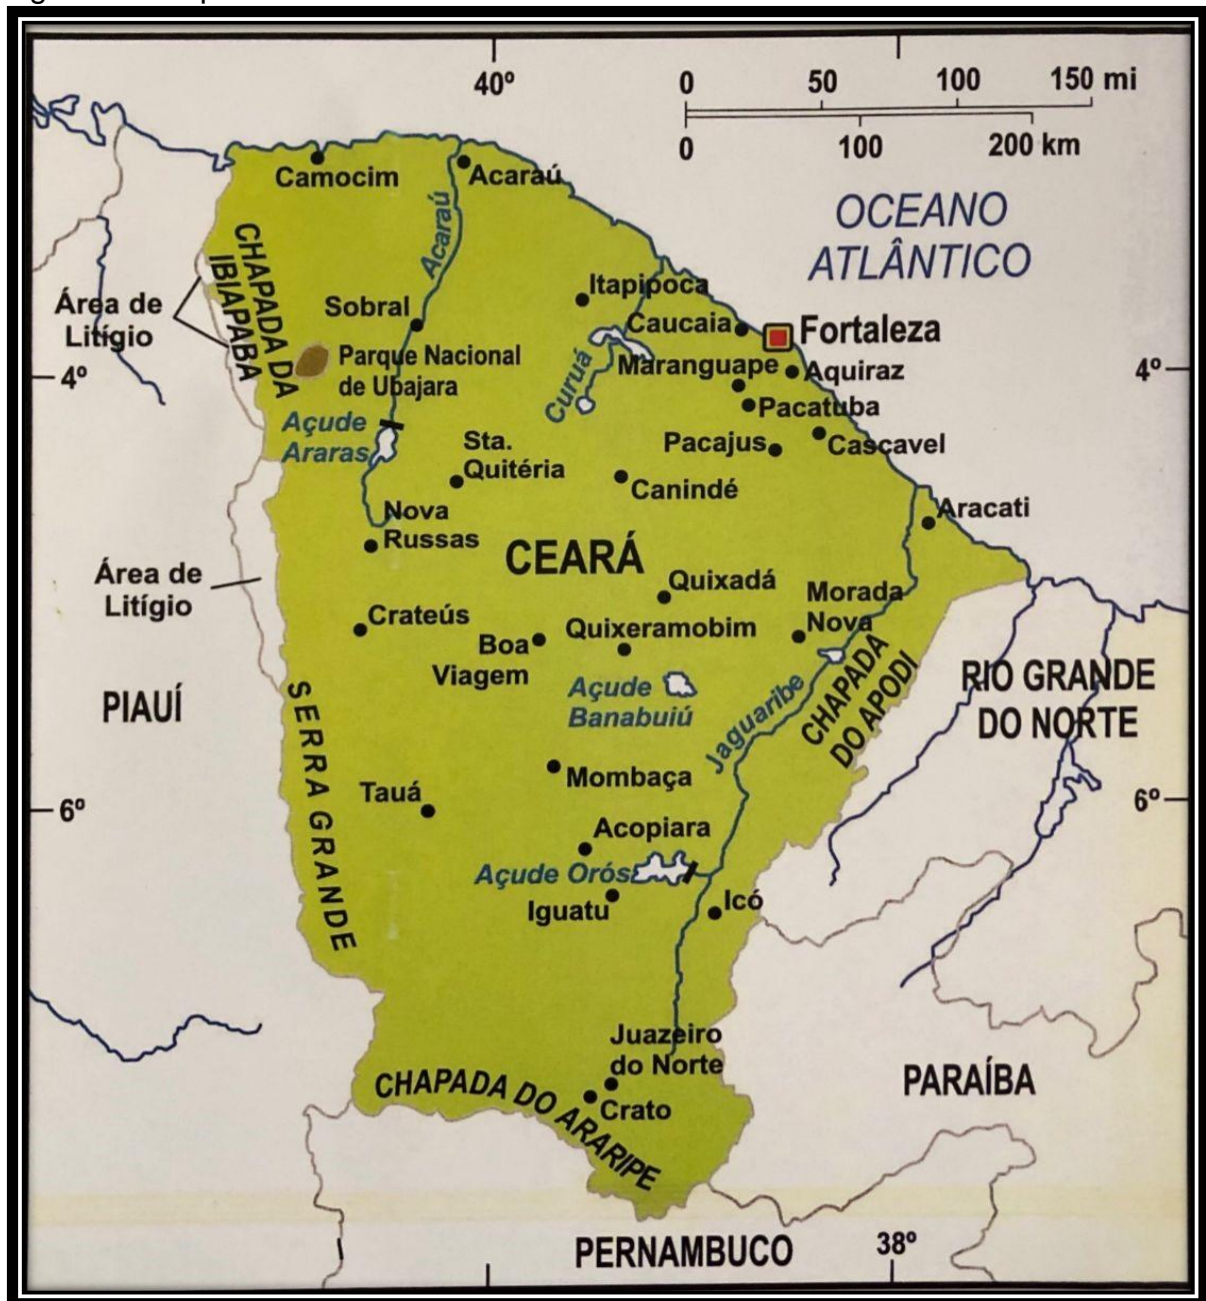 40º
0 50 100 150 mi
0 100 200 km
Camocim
Acaraú
OCEANO
ATLÂNTICO
Acaraú
CHAPADA DA
IBIAPABA
Área de
Litígio
Sobral
Itapipoca
Caucaia
Fortaleza
Parque Nacional
de Ubajara
Curuá
Maranguape
Aquiraz
4º
4º
Pacatuba
Açude
Araras
Sta.
Quitéria
Pacajus
Cascavel
Canindé
Nova
Russas
Aracati
CEARÁ
Área de
Litígio
Quixadá
Morada
Nova
Crateús
Boa
Viagem
Quixeramobim
Açude
Banabuiú
Jaguaribe
CHAPADA
DO APODI
RIO GRANDE
DO NORTE
PIAUÍ
SERRA GRANDE
Mombaça
Tauá
6º
6º
Acopiara
Açude Orós
Iguatu
Icó
Juazeiro
do Norte
Crato
CHAPADA DO ARARIPE
PARAÍBA
PERNAMBUCO
38º